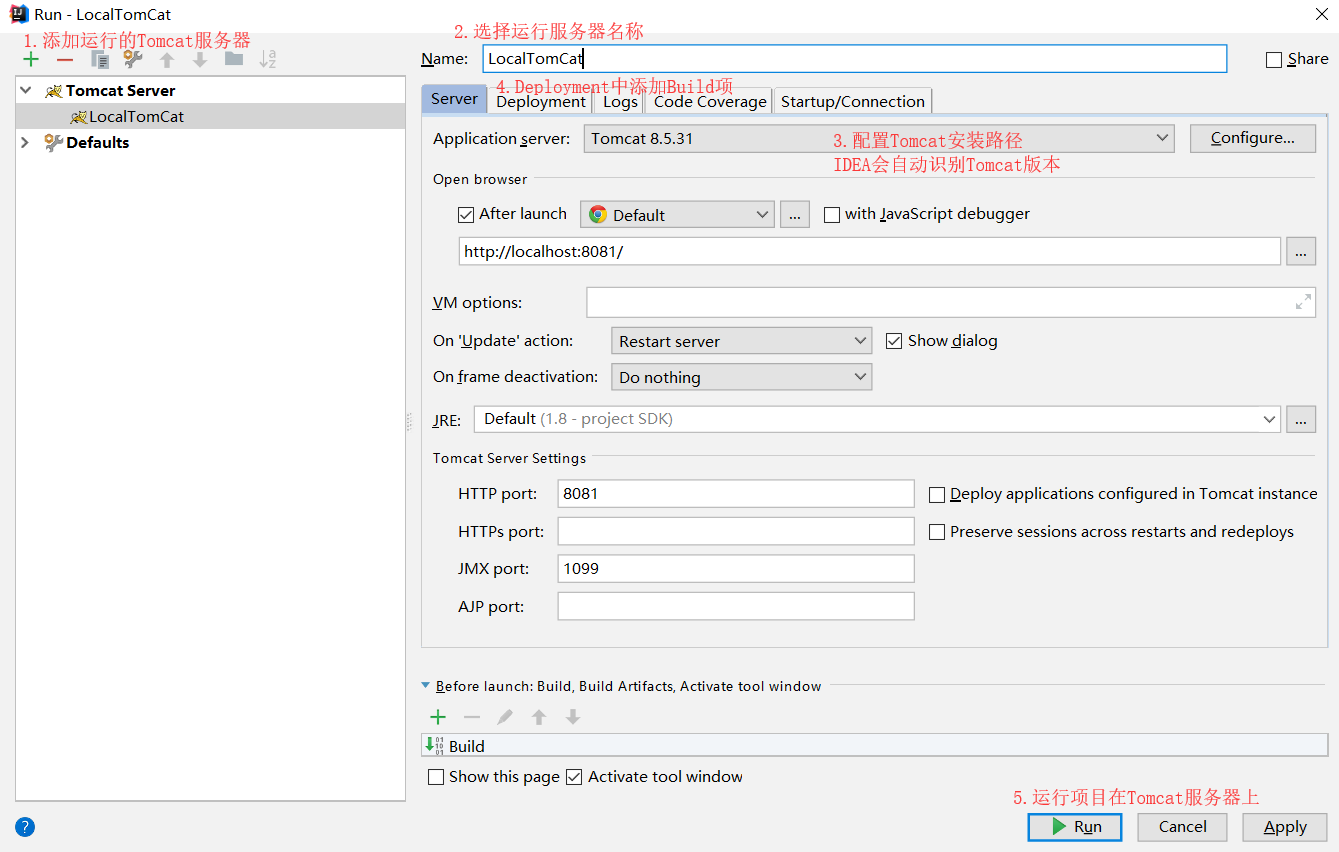 Run - LocalTomCat
1.添加运行的Tomcat服务器
2.选择运行服务器名称
Name: LocalTomCat
Share
Tomcat Server
LocalTomCat
Defaults
4.Deployment中添加Build项
Server Deployment Logs Code Coverage Startup/Connection
Application server: Tomcat 8.5.31 Configure...
3.配置Tomcat安装路径
IDEA会自动识别Tomcat版本
Open browser
After launch Default ... with JavaScript debugger
http://localhost:8081/ ...
VM options:
On 'Update' action: Restart server Show dialog
On frame deactivation: Do nothing
JRE: Default (1.8 - project SDK) ...
Tomcat Server Settings
HTTP port: 8081 Deploy applications configured in Tomcat instance
HTTPs port: Preserve sessions across restarts and redeploys
JMX port: 1099
AJP port:
Before launch: Build, Build Artifacts, Activate tool window
Build
Show this page Activate tool window
5.运行项目在Tomcat服务器上
? Run Cancel Apply